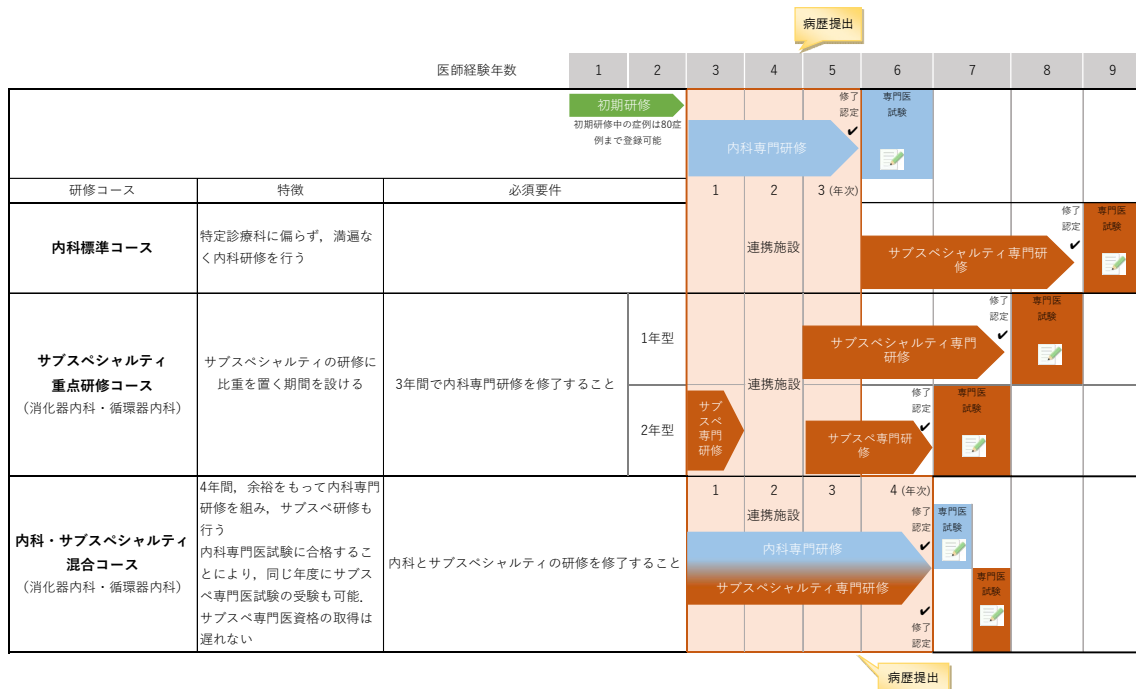 病歴提出
医師経験年数
1
2
3
4
5
6
7
8
9
初期研修
初期研修中の症例は80症
例まで登録可能
内科専門研修
修了
認定
✔
専門医
試験
研修コース
特徴
必須要件
1
2
3 (年次)
内科標準コース
特定診療科に偏らず，満遍な
く内科研修を行う
連携施設
サブスペシャルティ専門研
修
修了
認定
✔
専門医
試験
サブスペシャルティ
重点研修コース
（消化器内科・循環器内科）
サブスペシャルティの研修に
比重を置く期間を設ける
3年間で内科専門研修を修了すること
1年型
連携施設
サブスペシャルティ専門
研修
修了
認定
✔
専門医
試験
2年型
サブ
スペ
専門
研修
サブスペ専門研
修
修了
認定
✔
専門医
試験
内科・サブスペシャルティ
混合コース
（消化器内科・循環器内科）
4年間，余裕をもって内科専門
研修を組み，サブスペ研修も
行う
内科専門医試験に合格するこ
とにより，同じ年度にサブス
ペ専門医試験の受験も可能．
サブスペ専門医資格の取得は
遅れない
内科とサブスペシャルティの研修を修了すること
1
2
3
4 (年次)
連携施設
修了
認定
✔
内科専門研修
サブスペシャルティ専門研修
✔
修了
認定
専門医
試験
専門医
試験
病歴提出